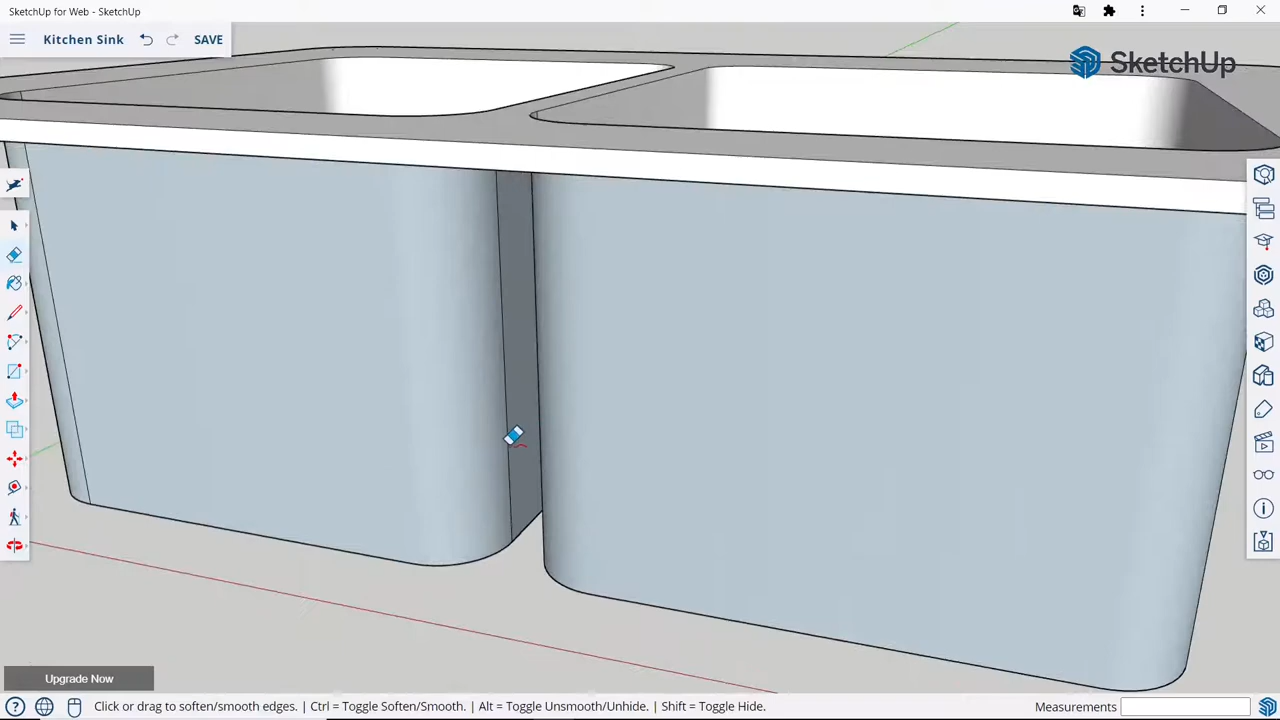 SketchUp for Web - SketchUp
Kitchen Sink
SAVE
SketchUp
Upgrade Now
Click or drag to soften/smooth edges. | Ctrl = Toggle Soften/Smooth. | Alt = Toggle Unsmooth/Unhide. | Shift = Toggle Hide.
Measurements